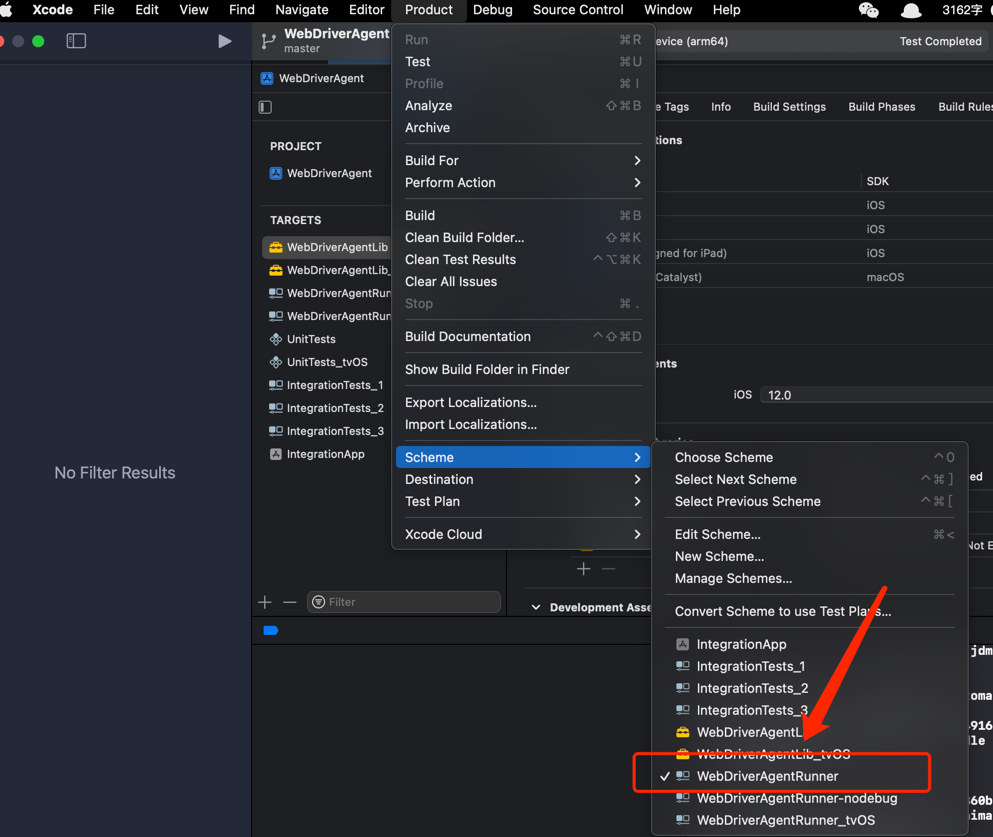 Xcode File Edit View Find Navigate Editor Product Debug Source Control Window Help 3162字
WebDriverAgent
master
evice (arm64) Test Completed
WebDriverAgent
e Tags Info Build Settings Build Phases Build Rules
PROJECT
WebDriverAgent
TARGETS
WebDriverAgentLib
WebDriverAgentLib_
WebDriverAgentRun
WebDriverAgentRun
UnitTests
UnitTests_tvOS
IntegrationTests_1
IntegrationTests_2
IntegrationTests_3
IntegrationApp
No Filter Results
Filter
Run ⌘R
Test ⌘U
Profile ⌘I
Analyze ⇧⌘B
Archive
Build For
Perform Action
Build ⌘B
Clean Build Folder... ⇧⌘K
Clean Test Results ^⌥⌘K
Clear All Issues
Stop ⌘.
Build Documentation ^⇧⌘D
Show Build Folder in Finder
Export Localizations...
Import Localizations...
Scheme
Destination
Test Plan
Xcode Cloud
tions
SDK
iOS
iOS
gned for iPad) iOS
Catalyst) macOS
ents
iOS 12.0
ed
Not E
Development Asse
Choose Scheme ^0
Select Next Scheme ^⌘]
Select Previous Scheme ^⌘[
Edit Scheme... ⌘<
New Scheme...
Manage Schemes...
Convert Scheme to use Test Plans...
IntegrationApp
IntegrationTests_1
IntegrationTests_2
IntegrationTests_3
WebDriverAgentL
WebDriverAgentLib_tvOS
WebDriverAgentRunner
WebDriverAgentRunner-nodebug
WebDriverAgentRunner_tvOS
jdm
oma
916
le
60b
nima